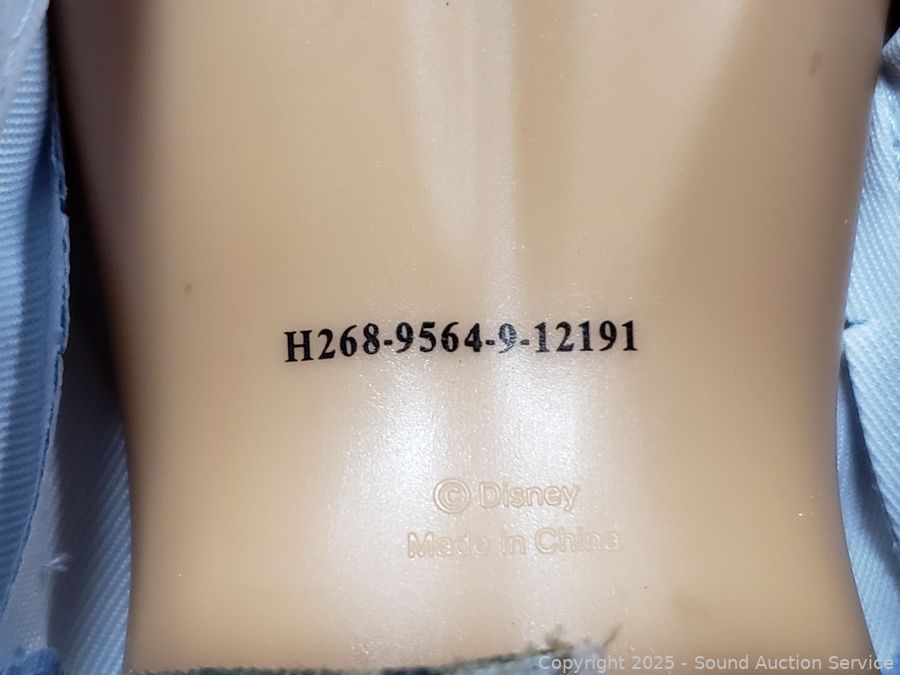 H268-9564-9-12191
© Disney
Made In China
Copyright 2025 - Sound Auction Service